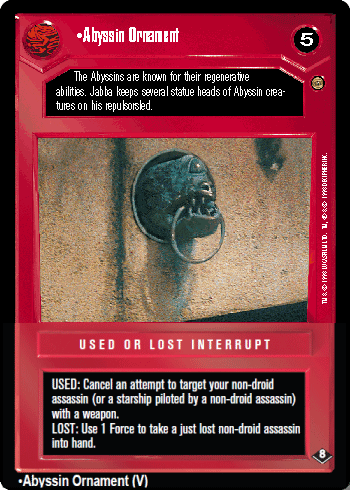 •Abyssin Ornament
5
The Abyssins are known for their regenerative
abilities. Jabba keeps several statue heads of Abyssin crea-
tures on his repulsorsled.
USED OR LOST INTERRUPT
USED: Cancel an attempt to target your non-droid
assassin (or a starship piloted by a non-droid assassin)
with a weapon.
LOST: Use 1 Force to take a just lost non-droid assassin
into hand.
8
•Abyssin Ornament (V)